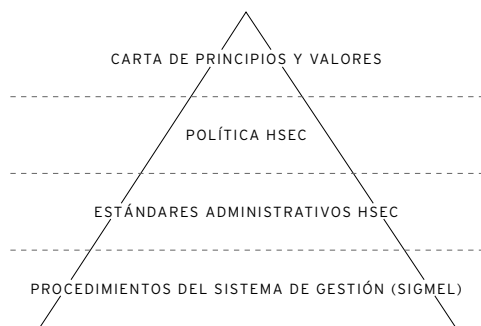 CARTA DE PRINCIPIOS Y VALORES
POLÍTICA HSEC
ESTÁNDARES ADMINISTRATIVOS HSEC
PROCEDIMIENTOS DEL SISTEMA DE GESTIÓN (SIGMEL)